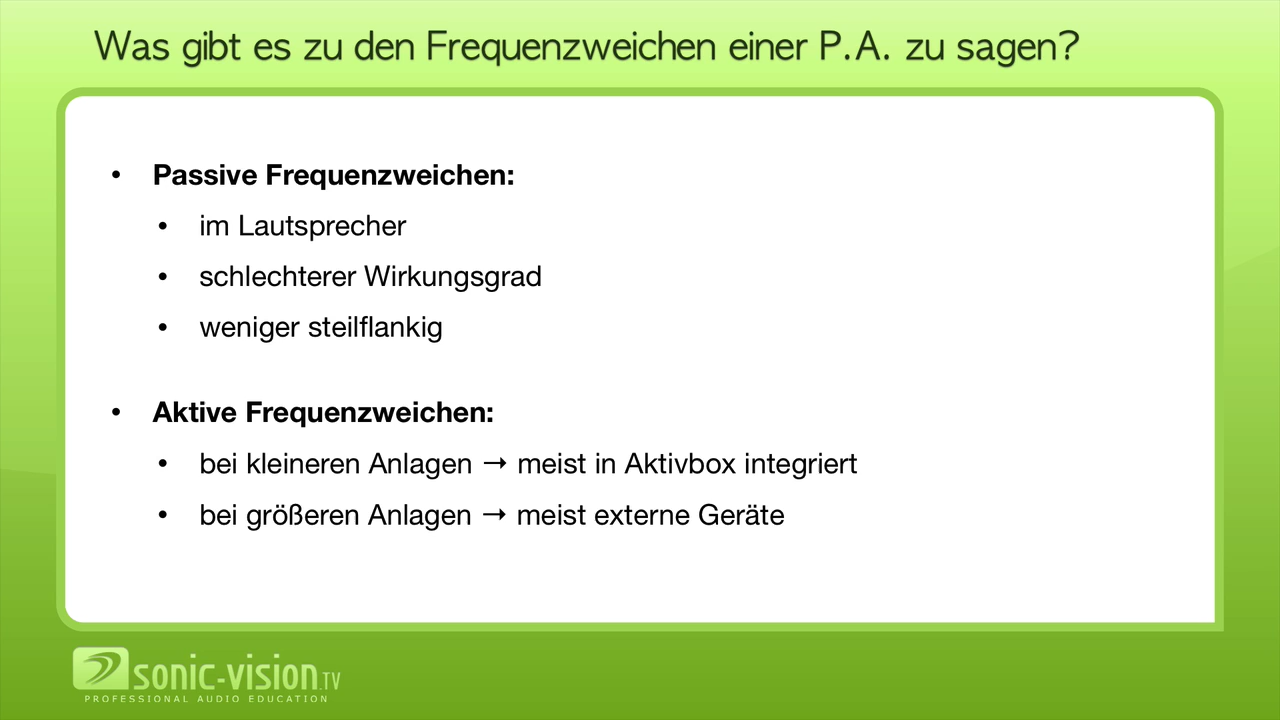 Was gibt es zu den Frequenzweichen einer P.A. zu sagen?
• Passive Frequenzweichen:
• im Lautsprecher
• schlechterer Wirkungsgrad
• weniger steilflankig
• Aktive Frequenzweichen:
• bei kleineren Anlagen → meist in Aktivbox integriert
• bei größeren Anlagen → meist externe Geräte
sonic-vision.TV
PROFESSIONAL AUDIO EDUCATION